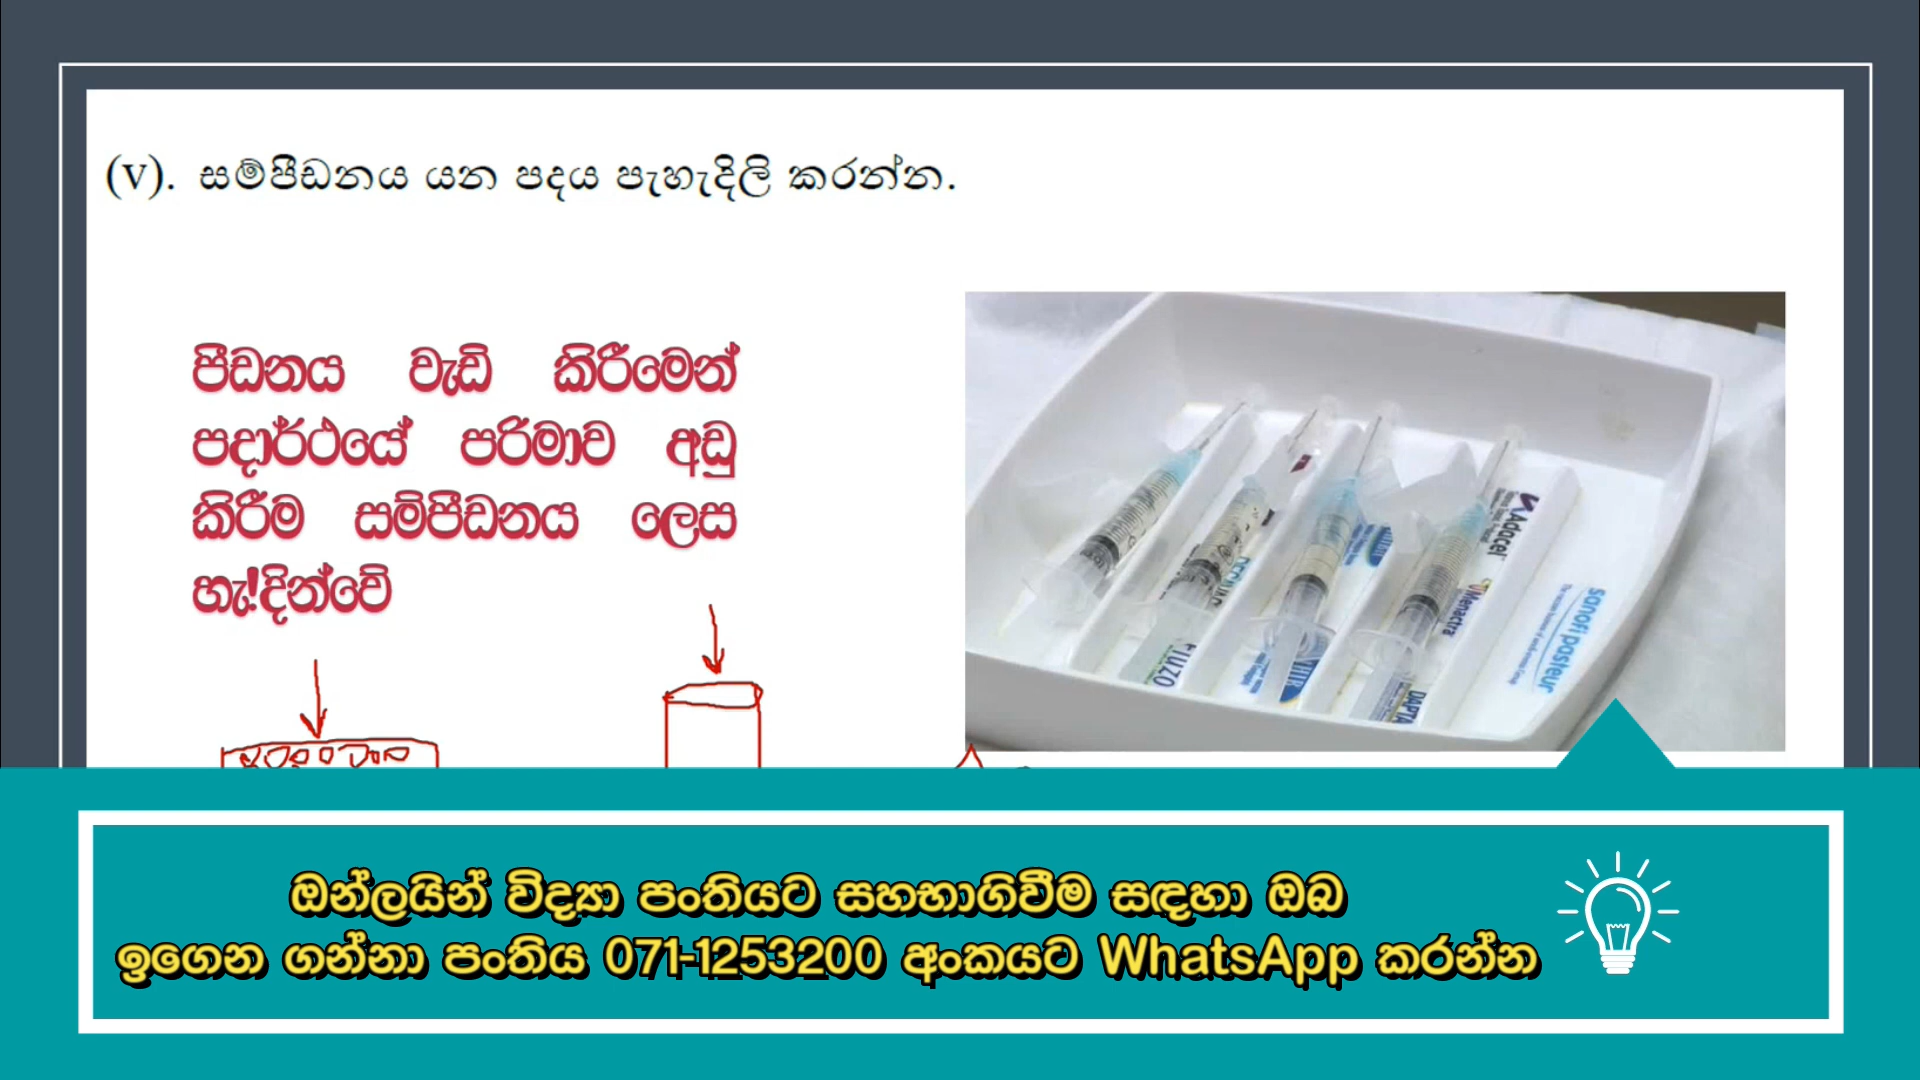 (v). සම්පීඩනය යන පදය පැහැදිලි කරන්න.
පීඩනය වැඩි කිරීමෙන්
පදාර්ථයේ පරිමාව අඩු
කිරීම සම්පීඩනය ලෙස
හැ!දින්වේ
Adacel
Menactra
sanofi pasteur
ඔන්ලයින් විද්‍යා පංතියට සහභාගිවීම සඳහා ඔබ
ඉගෙන ගන්නා පංතිය 071-1253200 අංකයට WhatsApp කරන්න